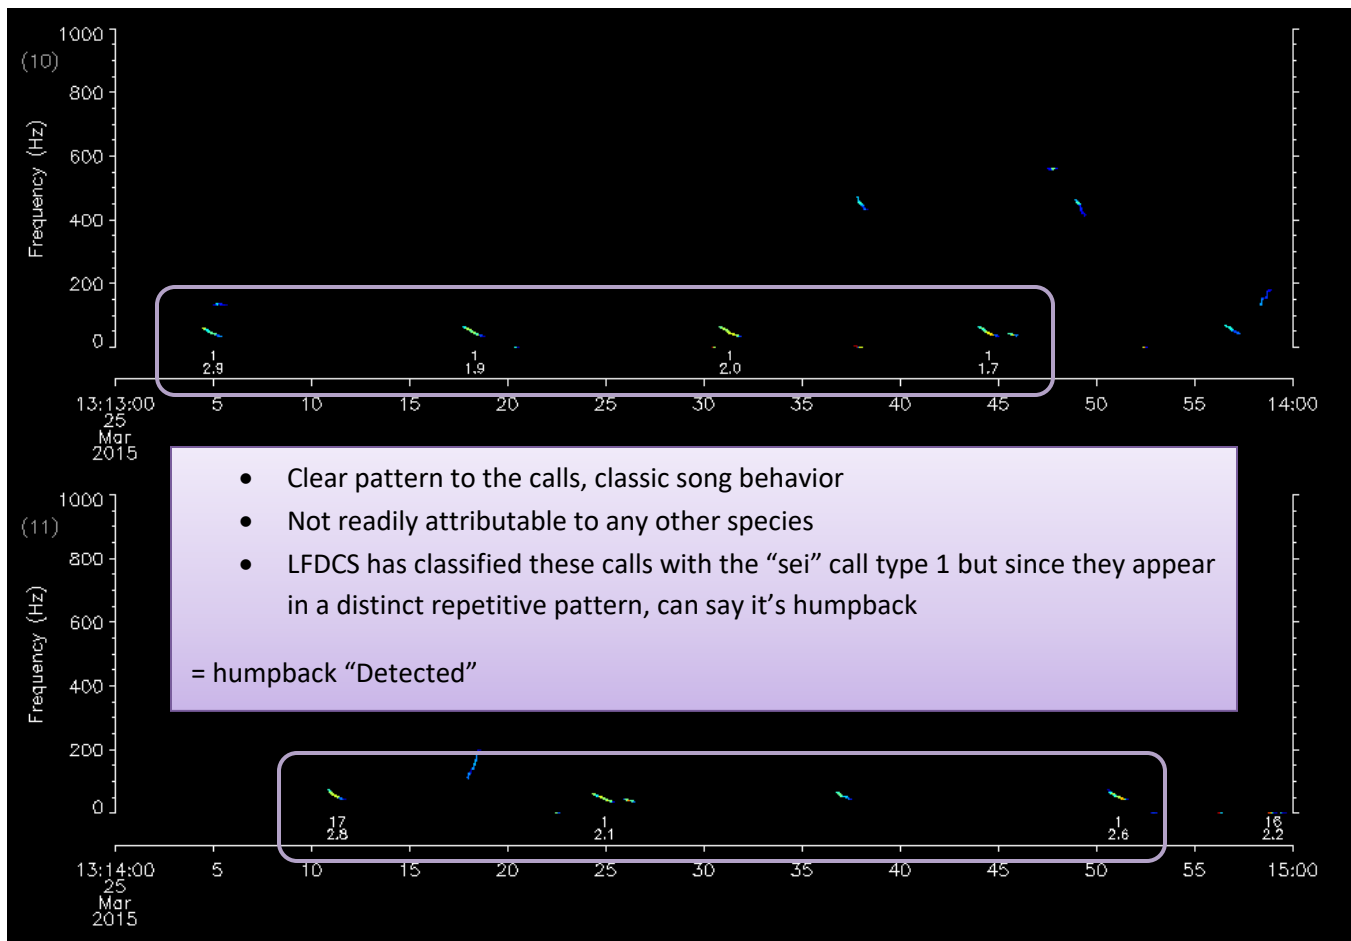 1000
(10)
800
600
400
200
0
Frequency (Hz)
1 1 1 1
2.9 1.9 2.0 1.7
13:13:00 5 10 15 20 25 30 35 40 45 50 55 14:00
25
Mar
2015
• Clear pattern to the calls, classic song behavior
• Not readily attributable to any other species
• LFDCS has classified these calls with the “sei” call type 1 but since they appear
in a distinct repetitive pattern, can say it’s humpback
= humpback “Detected”
1000
(11)
800
600
400
200
0
Frequency (Hz)
17 1 1 16
2.8 2.1 2.6 2.2
13:14:00 5 10 15 20 25 30 35 40 45 50 55 15:00
25
Mar
2015